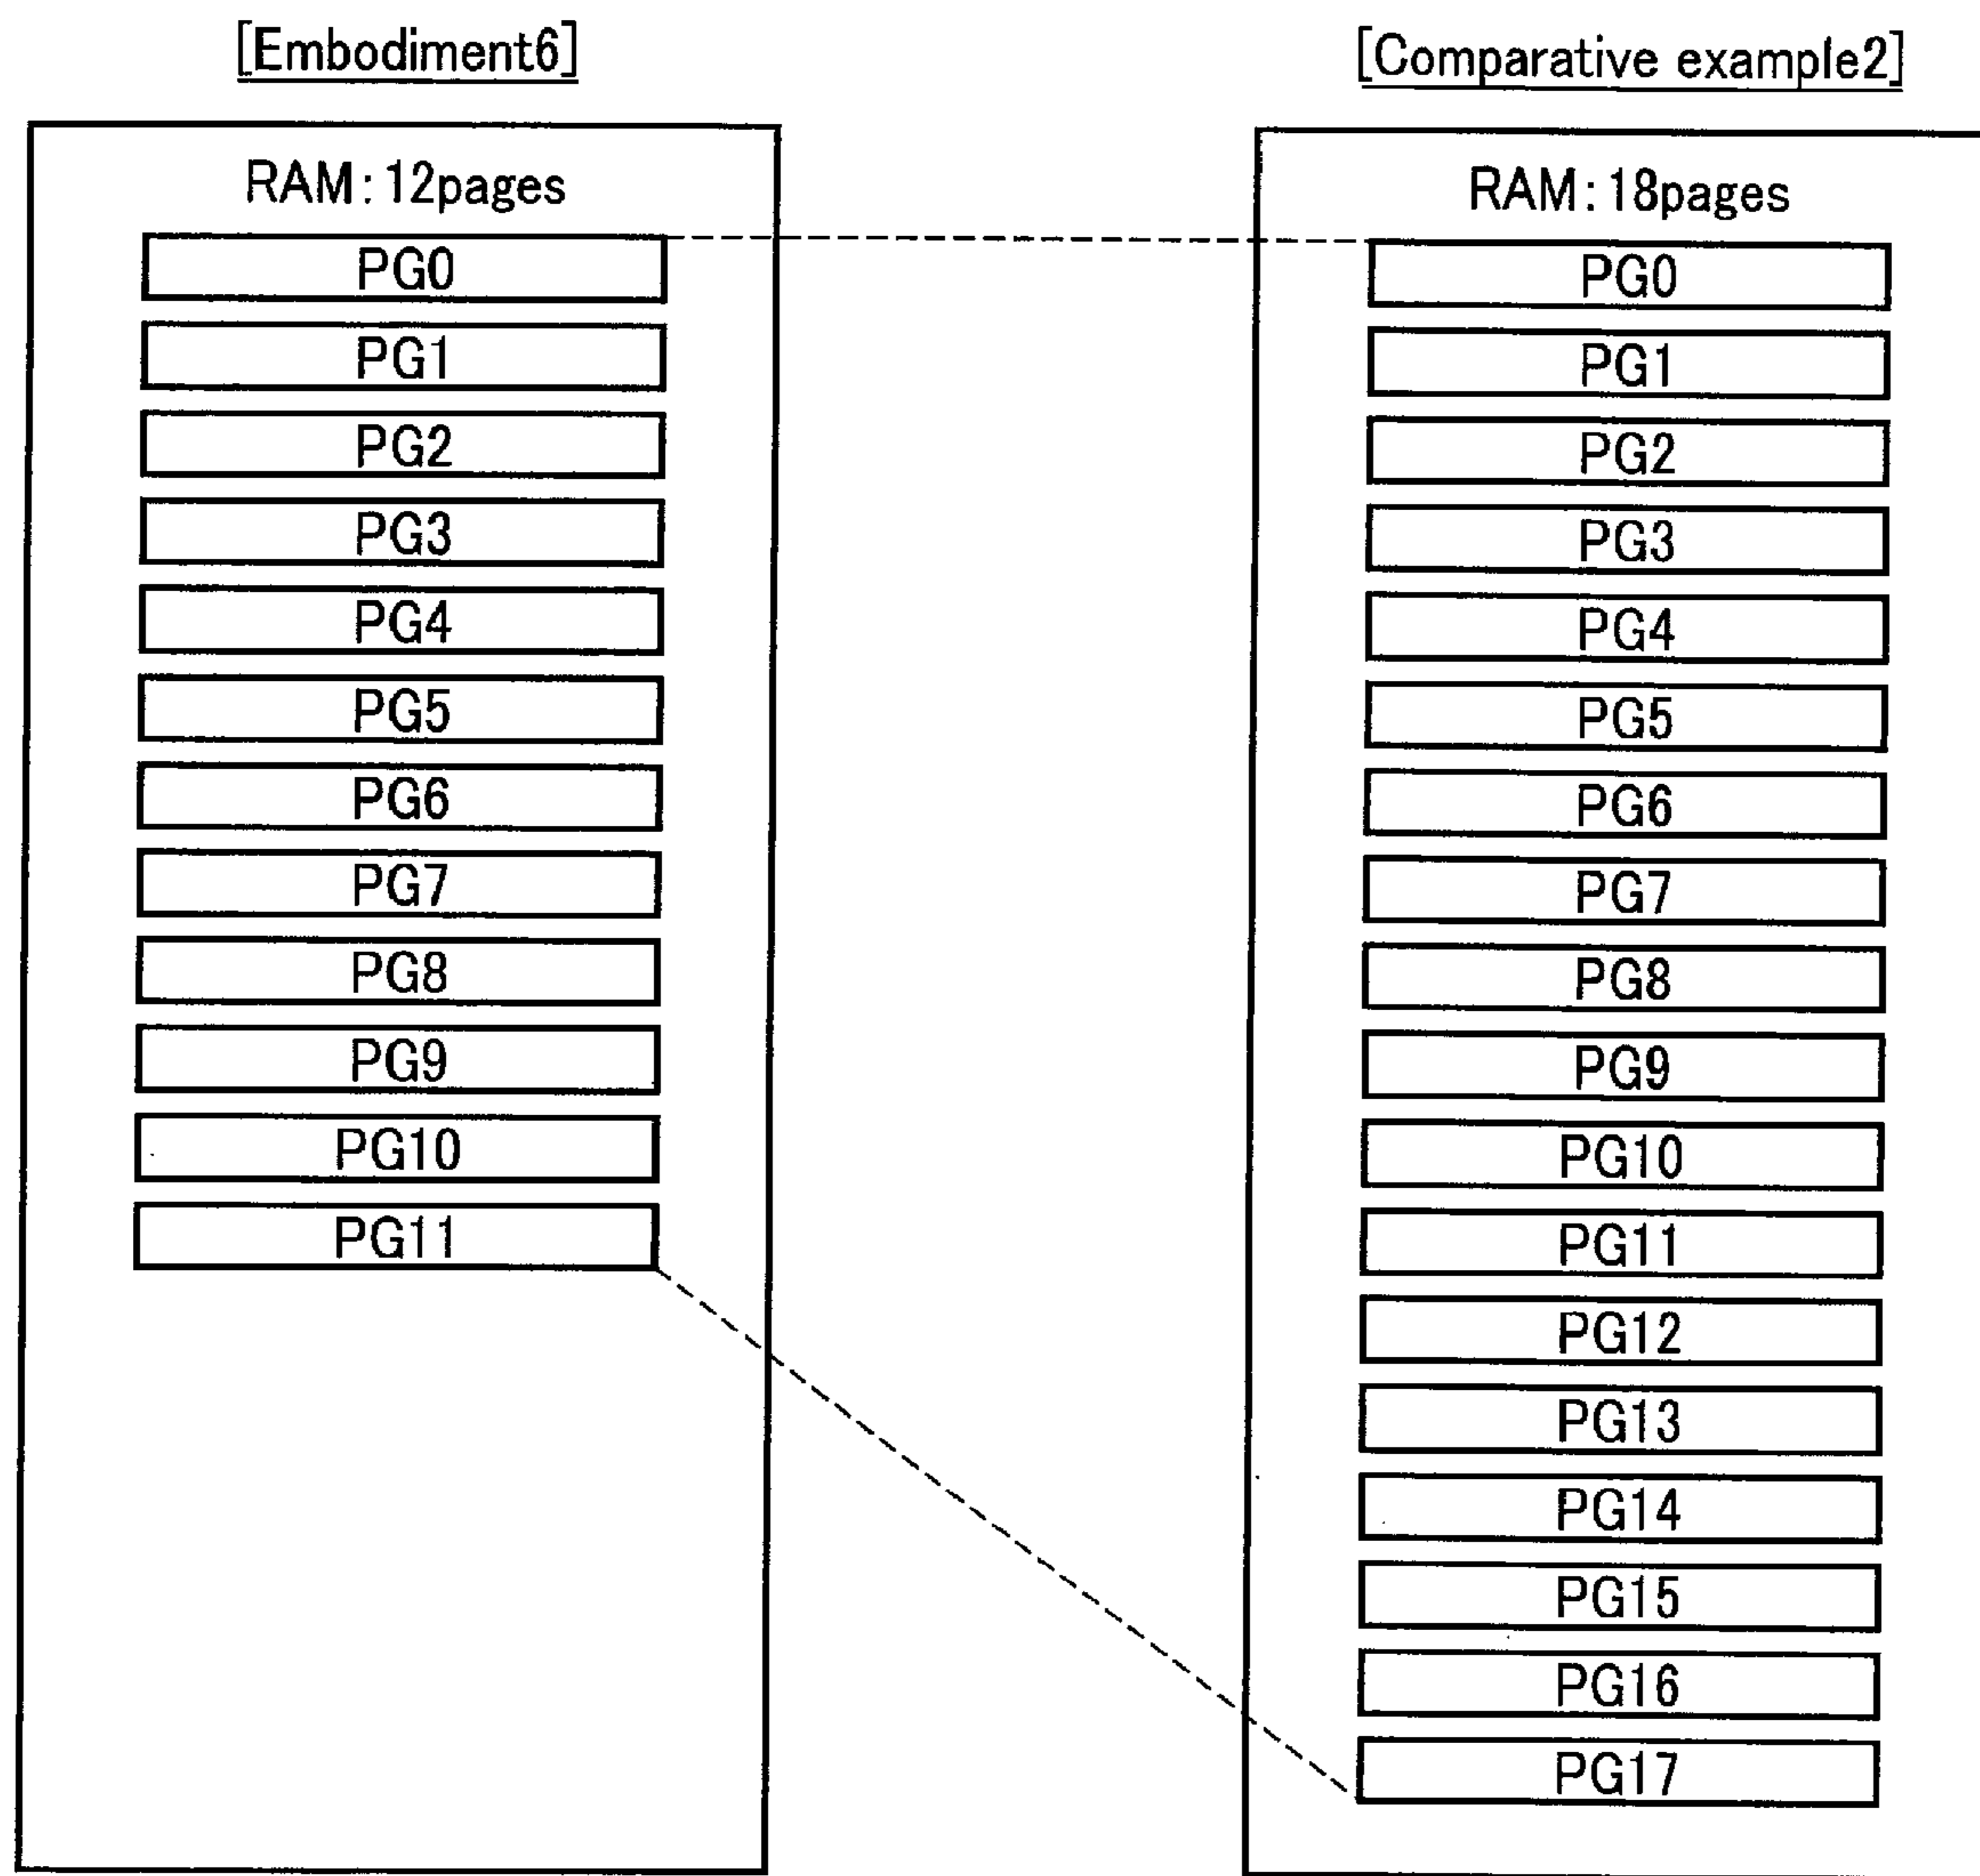 [Embodiment6]
RAM:12pages
PG0
PG1
PG2
PG3
PG4
PG5
PG6
PG7
PG8
PG9
PG10
PG11
[Comparative example2]
RAM:18pages
PG0
PG1
PG2
PG3
PG4
PG5
PG6
PG7
PG8
PG9
PG10
PG11
PG12
PG13
PG14
PG15
PG16
PG17